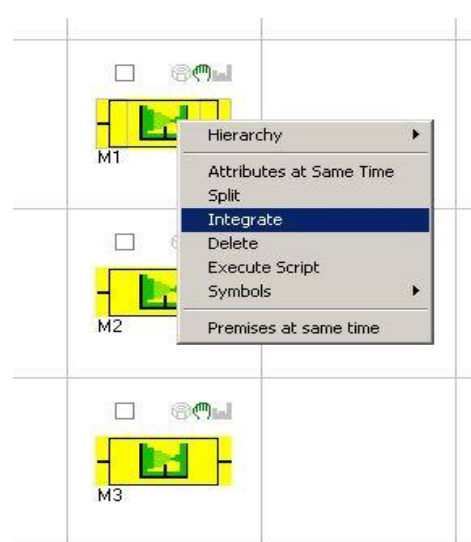 M1
Hierarchy
Attributes at Same Time
Split
Integrate
Delete
Execute Script
Symbols
Premises at same time
M2
M3